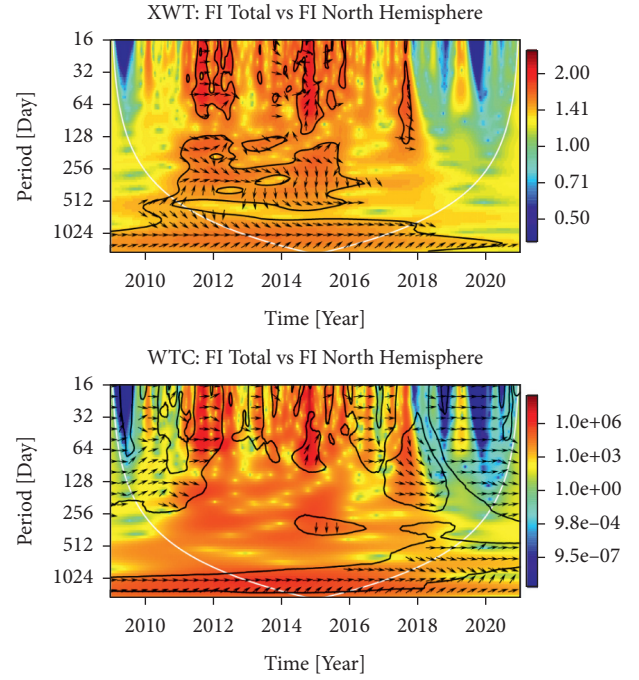 XWT: FI Total vs FI North Hemisphere
Period [Day]
16
32
64
128
256
512
1024
2010 2012 2014 2016 2018 2020
Time [Year]
2.00
1.41
1.00
0.71
0.50
WTC: FI Total vs FI North Hemisphere
Period [Day]
16
32
64
128
256
512
1024
2010 2012 2014 2016 2018 2020
Time [Year]
1.0e+06
1.0e+03
1.0e+00
9.8e–04
9.5e–07